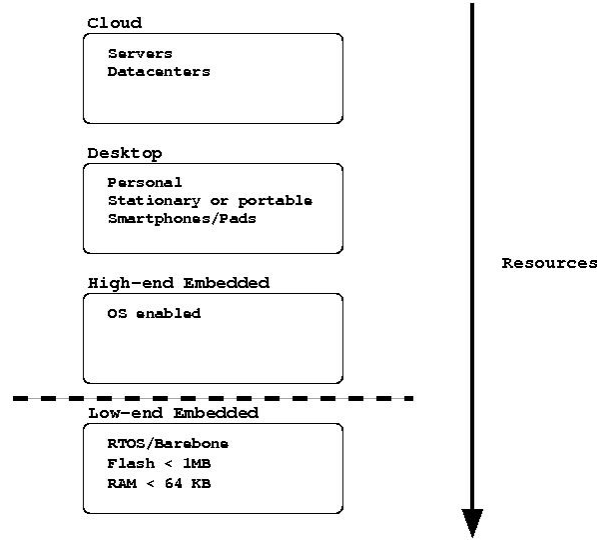 Cloud
Servers
Datacenters
Desktop
Personal
Stationary or portable
Smartphones/Pads
Resources
High-end Embedded
OS enabled
Low-end Embedded
RTOS/Barebone
Flash < 1MB
RAM < 64 KB